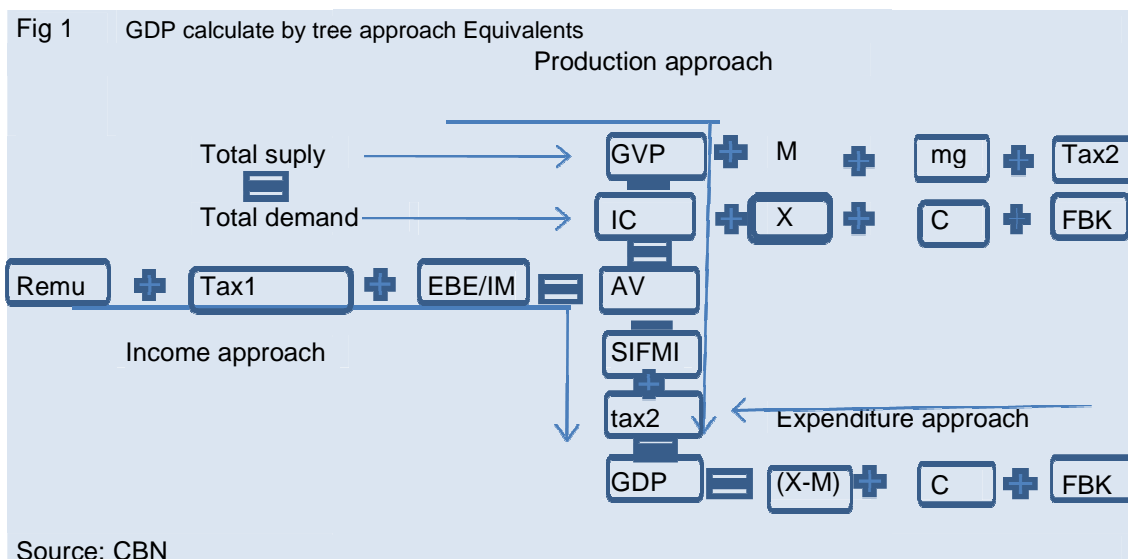 Fig 1 GDP calculate by tree approach Equivalents
Production approach
Total suply GVP M mg Tax2
Total demand IC X C FBK
Remu Tax1 EBE/IM AV
Income approach SIFMI
tax2 Expenditure approach
GDP (X-M) C FBK
Source: CBN